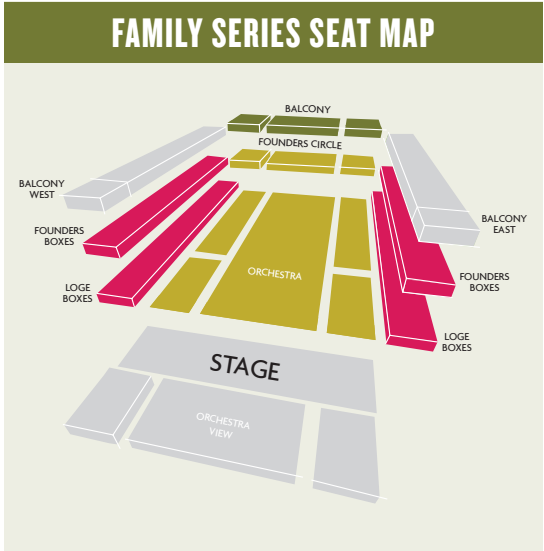 FAMILY SERIES SEAT MAP
BALCONY
FOUNDERS CIRCLE
BALCONY
WEST
BALCONY
EAST
FOUNDERS
BOXES
FOUNDERS
BOXES
LOGE
BOXES
ORCHESTRA
LOGE
BOXES
STAGE
ORCHESTRA
VIEW